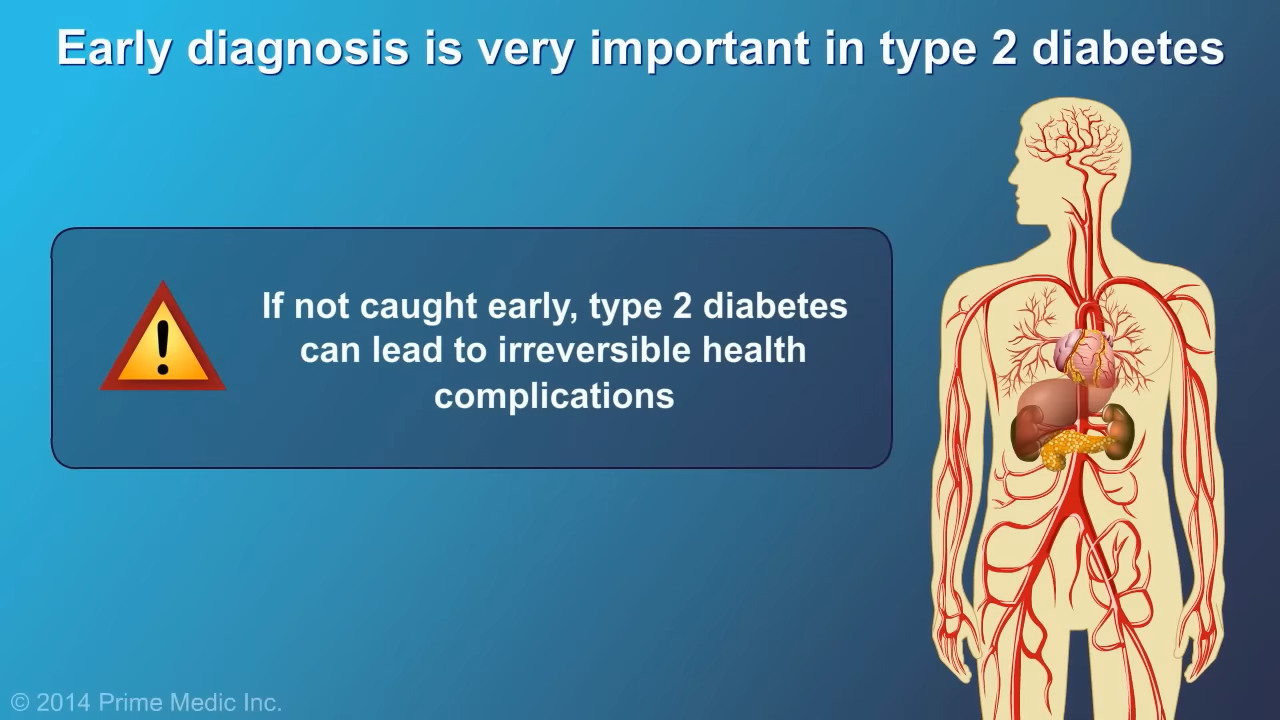 Early diagnosis is very important in type 2 diabetes
If not caught early, type 2 diabetes
can lead to irreversible health
complications
© 2014 Prime Medic Inc.